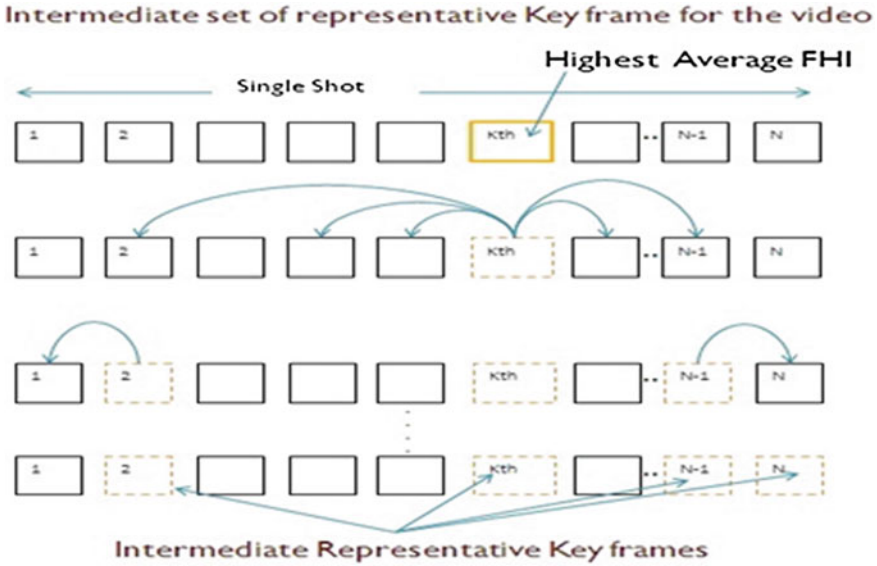 Intermediate set of representative Key frame for the video
Highest Average FHI
Single Shot
1 2 Kth .. N-1 N
1 2 Kth .. N-1 N
1 2 Kth .. N-1 N
1 2 Kth .. N-1 N
Intermediate Representative Key frames